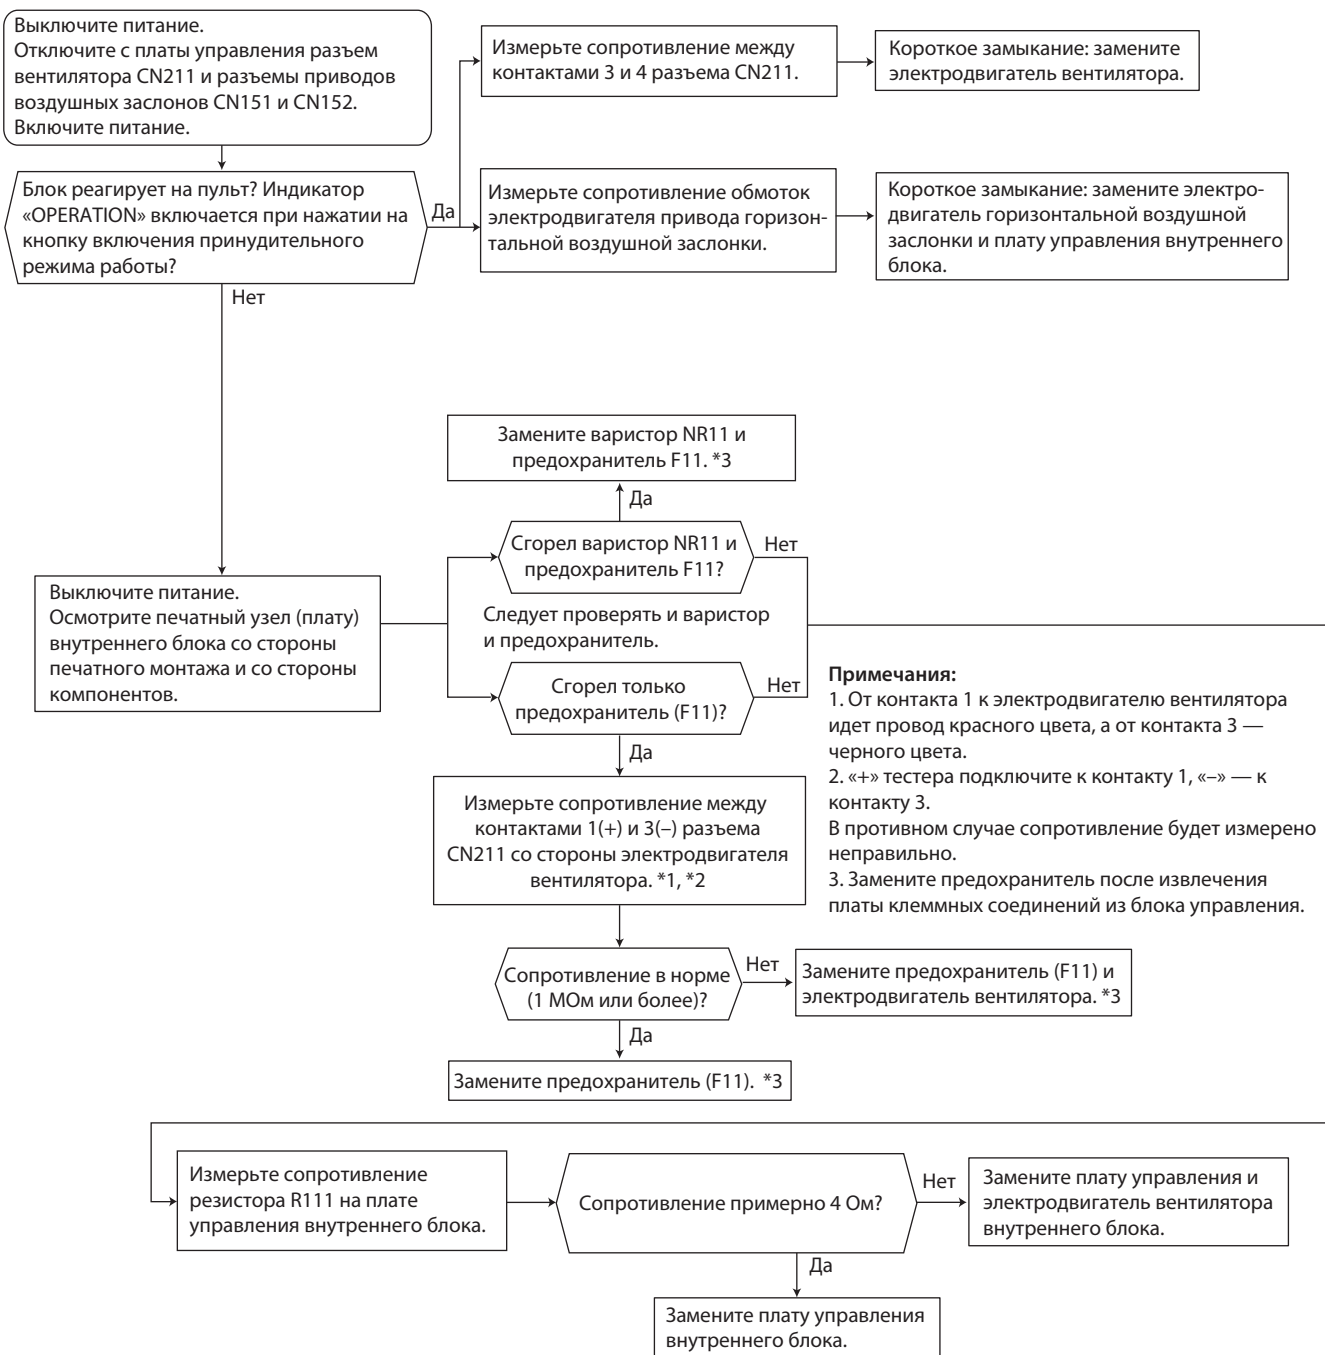 Выключите питание.
Отключите с платы управления разъем
вентилятора CN211 и разъемы приводов
воздушных заслонов CN151 и CN152.
Включите питание.
Измерьте сопротивление между
контактами 3 и 4 разъема CN211.
Короткое замыкание: замените
электродвигатель вентилятора.
Блок реагирует на пульт? Индикатор
«OPERATION» включается при нажатии на
кнопку включения принудительного
режима работы?
Да
Измерьте сопротивление обмоток
электродвигателя привода горизон-
тальной воздушной заслонки.
Короткое замыкание: замените электро-
двигатель горизонтальной воздушной
заслонки и плату управления внутреннего
блока.
Нет
Замените варистор NR11 и
предохранитель F11. *3
Да
Сгорел варистор NR11 и
предохранитель F11?
Нет
Выключите питание.
Осмотрите печатный узел (плату)
внутреннего блока со стороны
печатного монтажа и со стороны
компонентов.
Следует проверять и варистор
и предохранитель.
Сгорел только
предохранитель (F11)?
Нет
Да
Примечания:
1. От контакта 1 к электродвигателю вентилятора
идет провод красного цвета, а от контакта 3 —
черного цвета.
2. «+» тестера подключите к контакту 1, «–» — к
контакту 3.
В противном случае сопротивление будет измерено
неправильно.
3. Замените предохранитель после извлечения
платы клеммных соединений из блока управления.
Измерьте сопротивление между
контактами 1(+) и 3(–) разъема
CN211 со стороны электродвигателя
вентилятора. *1, *2
Сопротивление в норме
(1 МОм или более)?
Нет
Замените предохранитель (F11) и
электродвигатель вентилятора. *3
Да
Замените предохранитель (F11). *3
Измерьте сопротивление
резистора R111 на плате
управления внутреннего блока.
Сопротивление примерно 4 Ом?
Нет
Замените плату управления и
электродвигатель вентилятора
внутреннего блока.
Да
Замените плату управления
внутреннего блока.